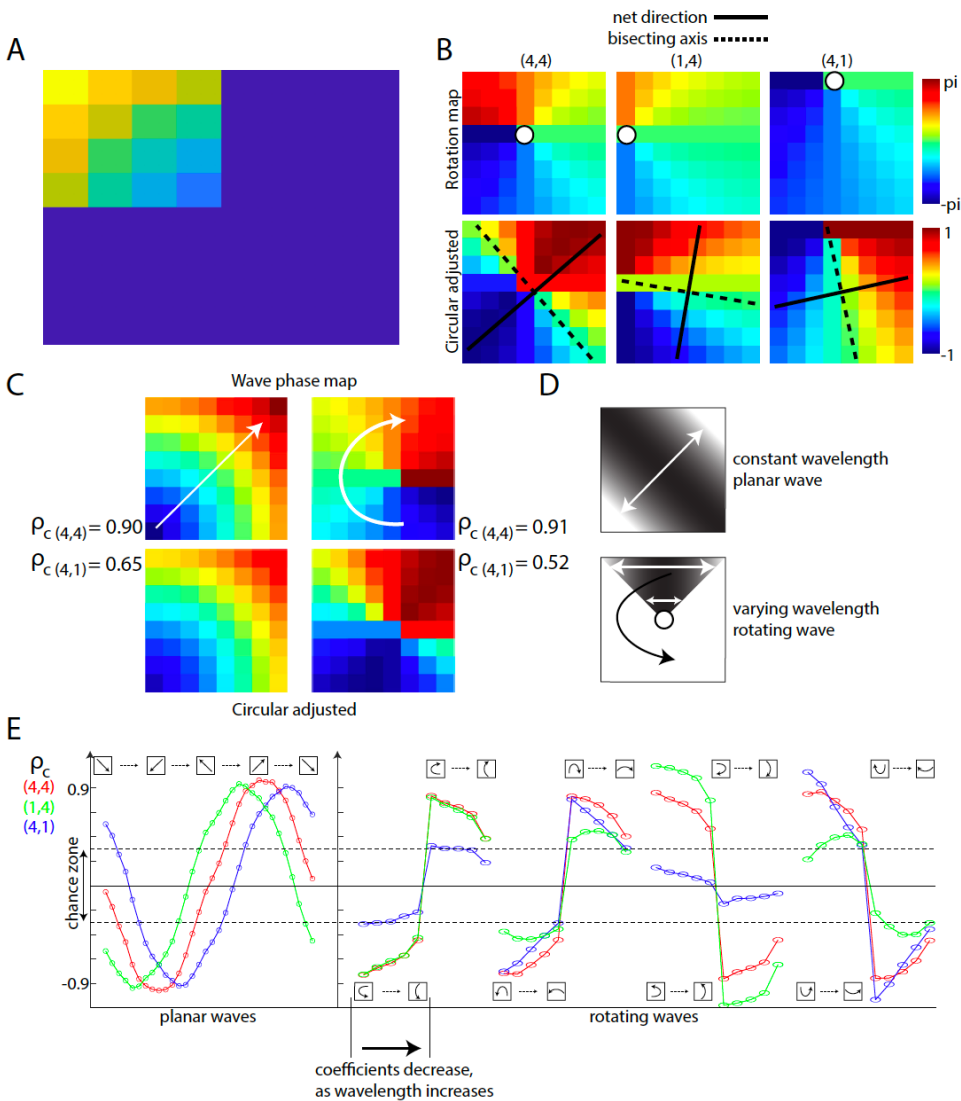 net direction
bisecting axis
A
B
(4,4)
(1,4)
(4,1)
Rotation map
pi
-pi
Circular adjusted
1
-1
C
Wave phase map
D
constant wavelength
planar wave
ρc (4,4) = 0.90
ρc (4,4) = 0.91
ρc (4,1) = 0.65
ρc (4,1) = 0.52
varying wavelength
rotating wave
Circular adjusted
E
ρc
(4,4)
(1,4)
(4,1)
0.9
chance zone
-0.9
planar waves
rotating waves
coefficients decrease,
as wavelength increases